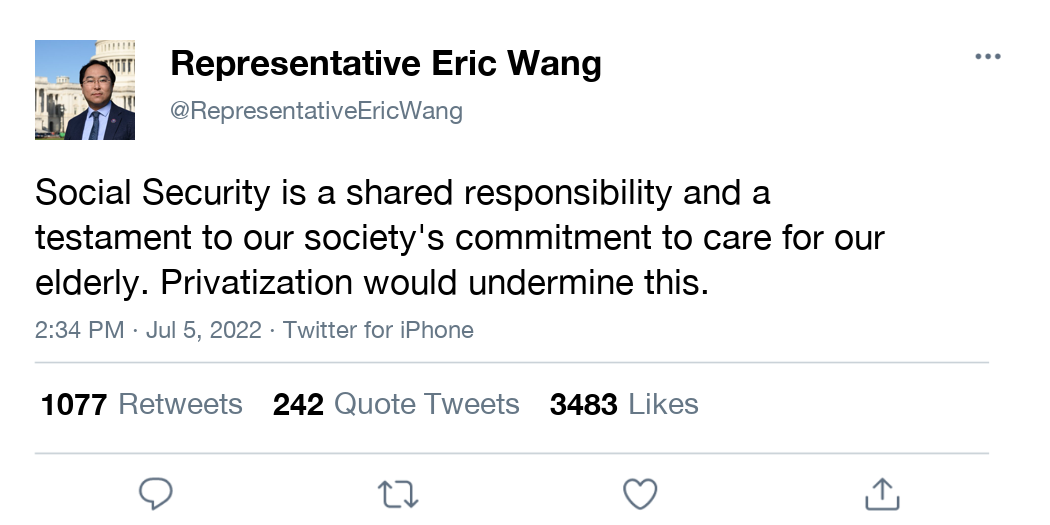 Representative Eric Wang
@RepresentativeEricWang
Social Security is a shared responsibility and a
testament to our society's commitment to care for our
elderly. Privatization would undermine this.
2:34 PM · Jul 5, 2022 · Twitter for iPhone
1077 Retweets 242 Quote Tweets 3483 Likes